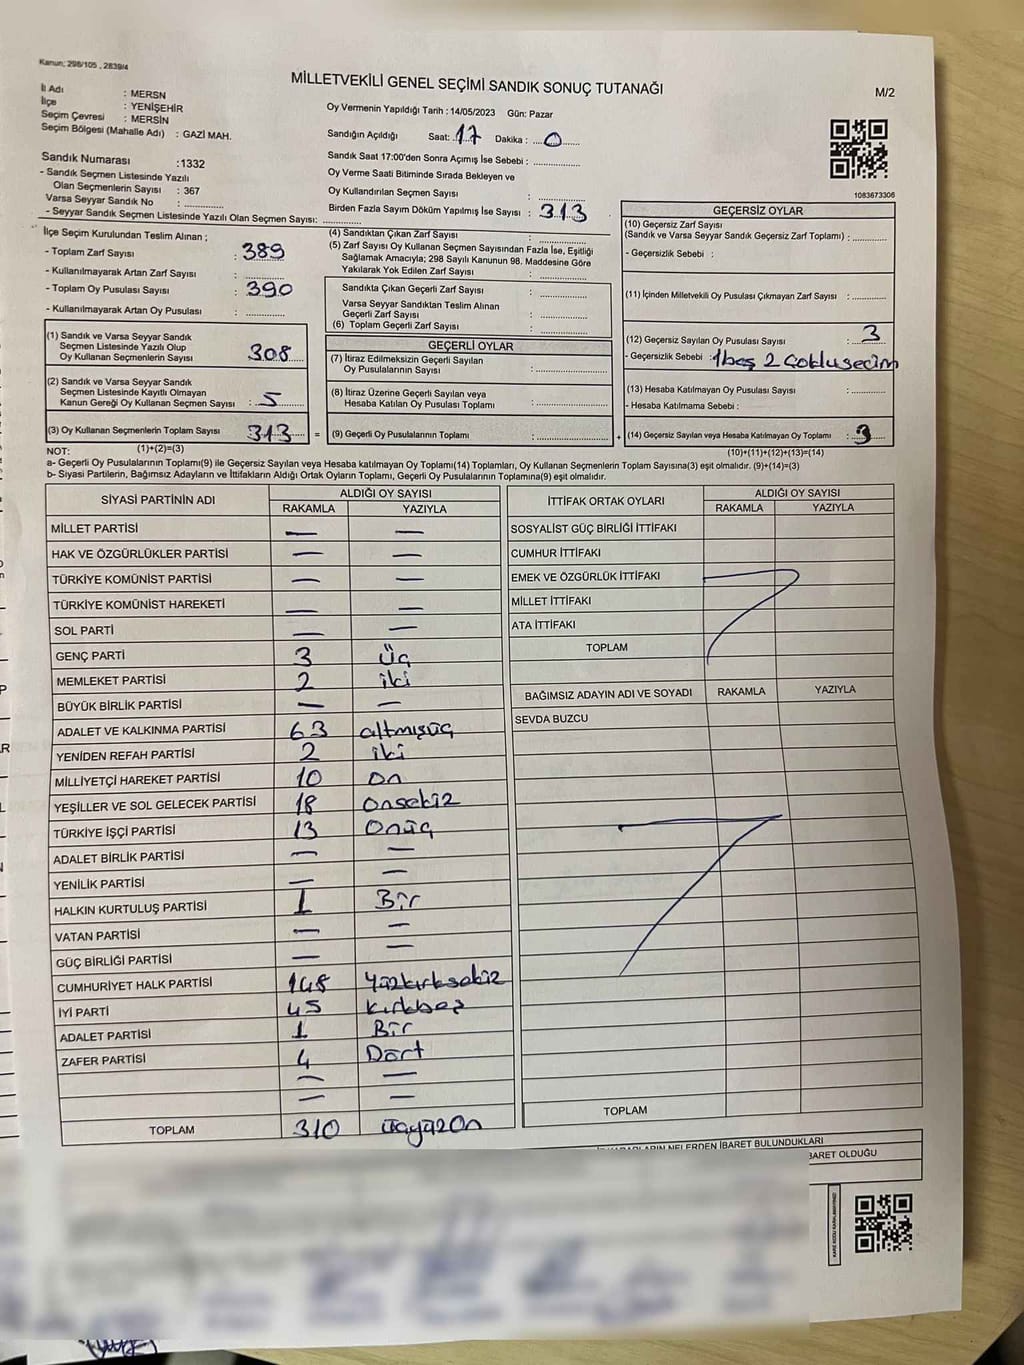 Kanun; 298/105 , 2839/4
MİLLETVEKİLİ GENEL SEÇİMİ SANDIK SONUÇ TUTANAĞI
M/2
İl Adı : MERSN
İlçe : YENİŞEHİR
Seçim Çevresi : MERSİN
Seçim Bölgesi (Mahalle Adı) : GAZİ MAH.
Oy Vermenin Yapıldığı Tarih : 14/05/2023 Gün: Pazar
Sandığın Açıldığı Saat: 17 Dakika : 0
Sandık Saat 17:00'den Sonra Açımış İse Sebebi :
Oy Verme Saati Bitiminde Sırada Bekleyen ve
Oy Kullandırılan Seçmen Sayısı :
Birden Fazla Sayım Döküm Yapılmış İse Sayısı : 313
Sandık Numarası :1332
- Sandık Seçmen Listesinde Yazılı
Olan Seçmenlerin Sayısı : 367
Varsa Seyyar Sandık No :
- Seyyar Sandık Seçmen Listesinde Yazılı Olan Seçmen Sayısı:
1083673306
İlçe Seçim Kurulundan Teslim Alınan ;
- Toplam Zarf Sayısı : 389
- Kullanılmayarak Artan Zarf Sayısı :
- Toplam Oy Pusulası Sayısı : 390
- Kullanılmayarak Artan Oy Pusulası :
(1) Sandık ve Varsa Seyyar Sandık
Seçmen Listesinde Yazılı Olup
Oy Kullanan Seçmenlerin Sayısı : 308
(2) Sandık ve Varsa Seyyar Sandık
Seçmen Listesinde Kayıtlı Olmayan
Kanun Gereği Oy Kullanan Seçmen Sayısı : 5
(3) Oy Kullanan Seçmenlerin Toplam Sayısı : 313 =
(4) Sandıktan Çıkan Zarf Sayısı :
(5) Zarf Sayısı Oy Kullanan Seçmen Sayısından Fazla İse, Eşitliği
Sağlamak Amacıyla; 298 Sayılı Kanunun 98. Maddesine Göre
Yakılarak Yok Edilen Zarf Sayısı :
Sandıkta Çıkan Geçerli Zarf Sayısı :
Varsa Seyyar Sandıktan Teslim Alınan
Geçerli Zarf Sayısı :
(6) Toplam Geçerli Zarf Sayısı :
GEÇERLİ OYLAR
(7) İtiraz Edilmeksizin Geçerli Sayılan
Oy Pusulalarının Sayısı :
(8) İtiraz Üzerine Geçerli Sayılan veya
Hesaba Katılan Oy Pusulası Toplamı :
(9) Geçerli Oy Pusulalarının Toplamı : +
GEÇERSİZ OYLAR
(10) Geçersiz Zarf Sayısı
(Sandık ve Varsa Seyyar Sandık Geçersiz Zarf Toplamı) :
- Geçersizlik Sebebi :
(11) İçinden Milletvekili Oy Pusulası Çıkmayan Zarf Sayısı :
(12) Geçersiz Sayılan Oy Pusulası Sayısı : 3
- Geçersizlik Sebebi : 1 boş 2 çoklu secim
(13) Hesaba Katılmayan Oy Pusulası Sayısı :
- Hesaba Katılmama Sebebi :
(14) Geçersiz Sayılan veya Hesaba Katılmayan Oy Toplamı : 3
NOT: (1)+(2)=(3) (10)+(11)+(12)+(13)=(14)
a- Geçerli Oy Pusulalarının Toplamı(9) ile Geçersiz Sayılan veya Hesaba katılmayan Oy Toplamı(14) Toplamları, Oy Kullanan Seçmenlerin Toplam Sayısına(3) eşit olmalıdır. (9)+(14)=(3)
b- Siyasi Partilerin, Bağımsız Adayların ve İttifakların Aldığı Ortak Oyların Toplamı, Geçerli Oy Pusulalarının Toplamına(9) eşit olmalıdır.
SİYASİ PARTİNİN ADI ALDIĞI OY SAYISI
RAKAMLA YAZIYLA
MİLLET PARTİSI — —
HAK VE ÖZGÜRLÜKLER PARTİSİ — —
TÜRKİYE KOMÜNİST PARTİSI — —
TÜRKİYE KOMÜNİST HAREKETİ — —
SOL PARTİ — —
GENÇ PARTİ 3 Üç
MEMLEKET PARTİSİ 2 iki
BÜYÜK BİRLİK PARTİSİ — —
ADALET VE KALKINMA PARTİSİ 63 altmışüç
YENİDEN REFAH PARTİSİ 2 iki
MİLLİYETÇİ HAREKET PARTİSİ 10 on
YEŞİLLER VE SOL GELECEK PARTİSİ 18 onsekiz
TÜRKİYE İŞÇİ PARTİSİ 13 Onüç
ADALET BİRLİK PARTİSİ — —
YENİLİK PARTİSİ — —
HALKIN KURTULUŞ PARTİSİ 1 Bir
VATAN PARTİSİ — —
GÜÇ BİRLİĞİ PARTİSİ — —
CUMHURİYET HALK PARTİSİ 148 Yüzkırksekiz
İYİ PARTİ 45 kırkbeş
ADALET PARTİSİ 1 Bir
ZAFER PARTİSİ 4 Dört
— —
— —
TOPLAM 310 üçyüzOn
İTTİFAK ORTAK OYLARI ALDIĞI OY SAYISI
RAKAMLA YAZIYLA
SOSYALİST GÜÇ BİRLİĞİ İTTİFAKI
CUMHUR İTTİFAKI
EMEK VE ÖZGÜRLÜK İTTİFAKI
MİLLET İTTİFAKI
ATA İTTİFAKI
TOPLAM
BAĞIMSIZ ADAYIN ADI VE SOYADI RAKAMLA YAZIYLA
SEVDA BUZCU
TOPLAM
NELERDEN İBARET BULUNDUKLARI
BARET OLDUĞU